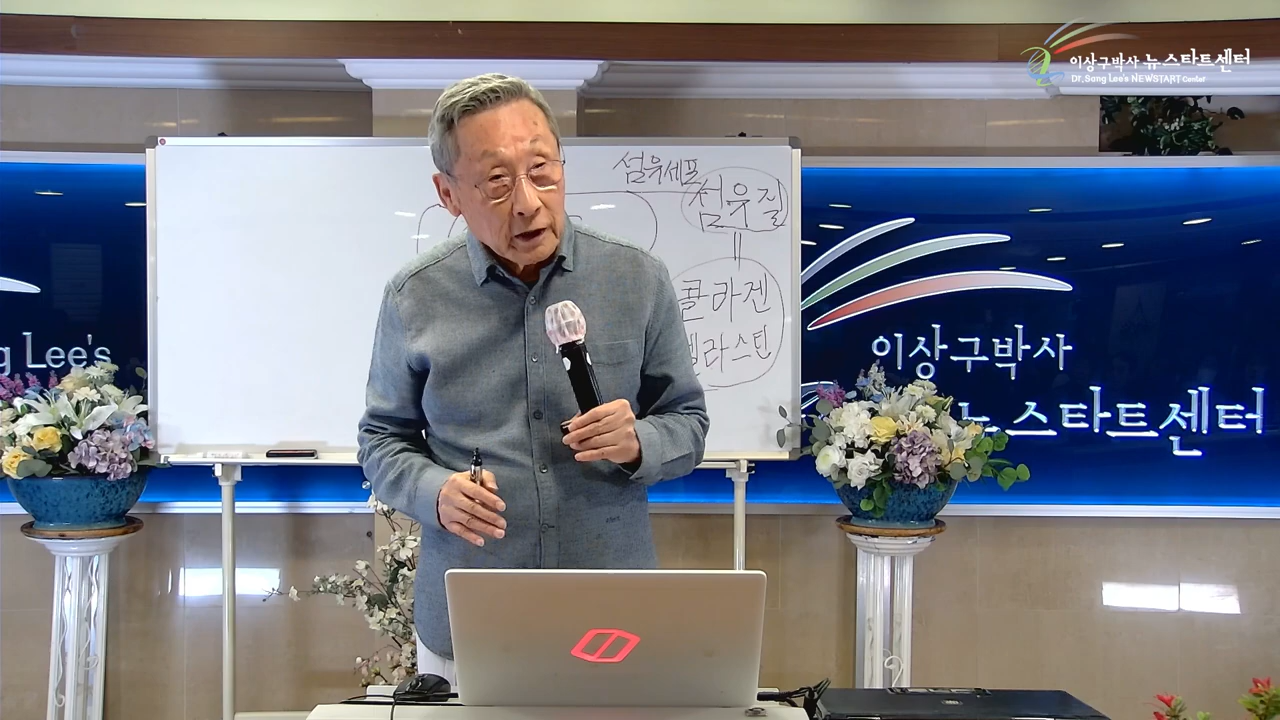 이상구박사 뉴스타트센터
Dr. Sang Lee's NEWSTART Center
섬유세포
섬유질
콜라겐
엘라스틴
g Lee's
이상구박사
뉴스타트센터